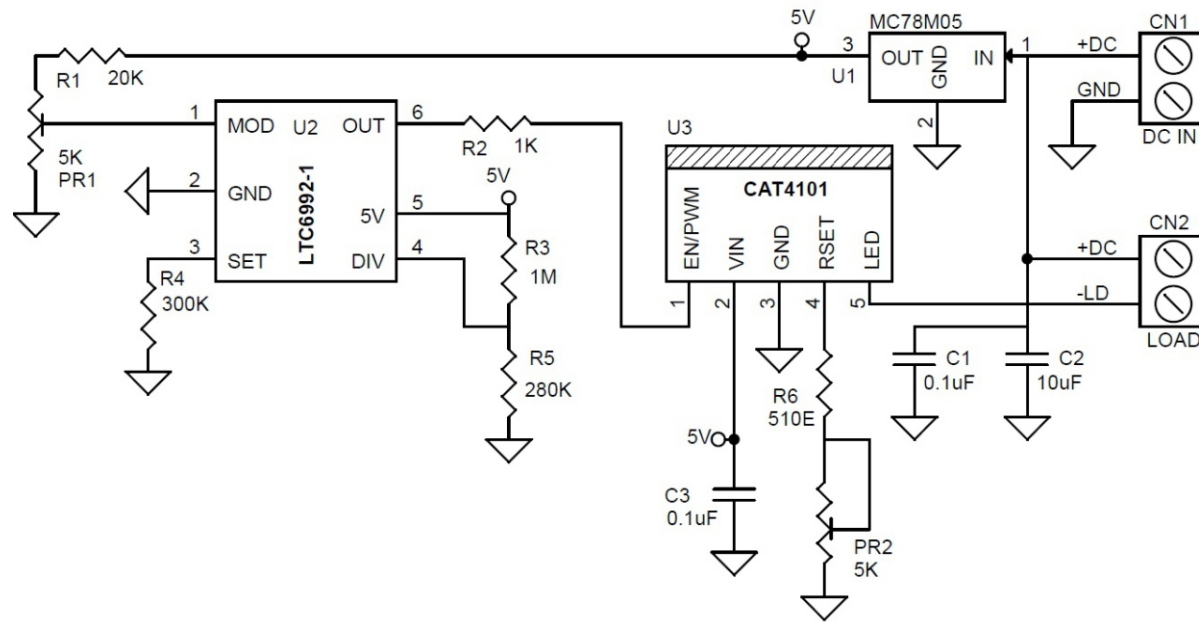 5V
MC78M05
CN1
3
OUT
GND
IN
1
+DC
U1
2
GND
DC IN
R1
20K
5K
PR1
1
MOD
U2
OUT
6
R2
1K
2
GND
LTC6992-1
5V
5
5V
3
SET
DIV
4
R4
300K
R3
1M
R5
280K
U3
CAT4101
EN/PWM
VIN
GND
RSET
LED
1
2
3
4
5
CN2
+DC
-LD
LOAD
C1
0.1uF
C2
10uF
R6
510E
5V
C3
0.1uF
PR2
5K